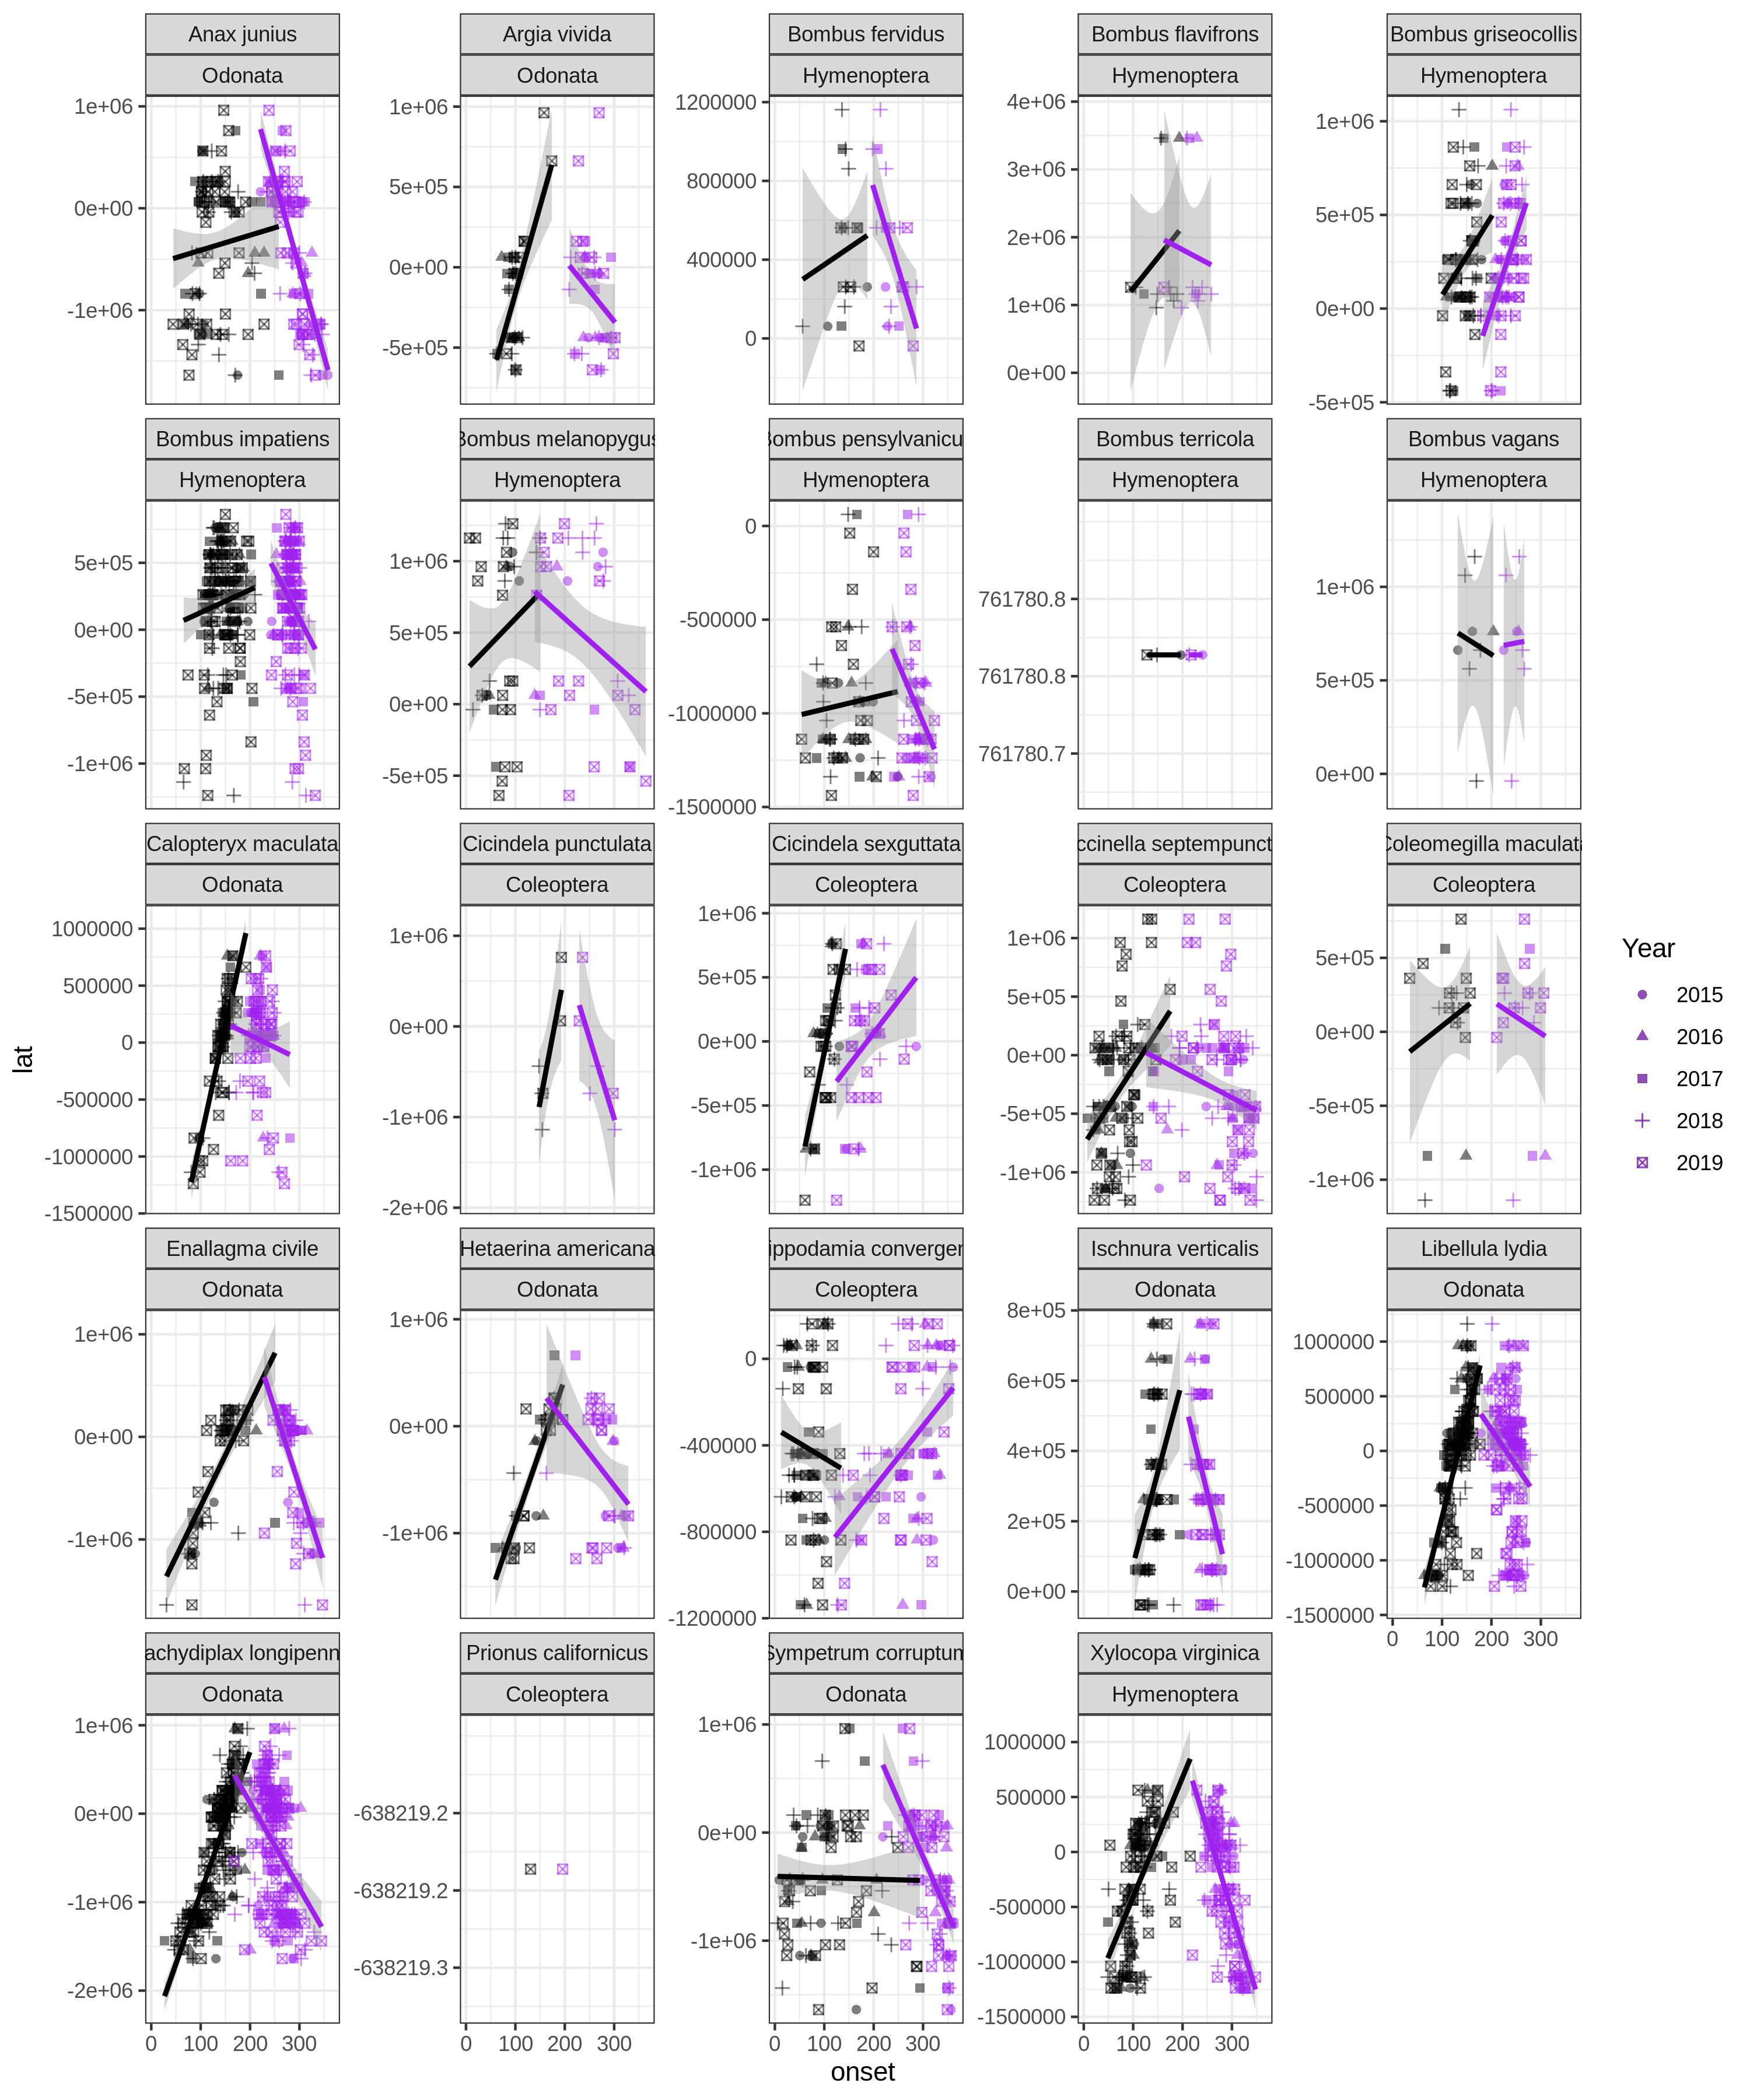 Anax junius
Argia vivida
Bombus fervidus
Bombus flavifrons
Bombus griseocollis
Odonata
Odonata
Hymenoptera
Hymenoptera
Hymenoptera
1e+06
0e+00
-1e+06
1e+06
5e+05
0e+00
-5e+05
1200000
800000
400000
0
4e+06
3e+06
2e+06
1e+06
0e+00
1e+06
5e+05
0e+00
-5e+05
Bombus impatiens
Bombus melanopygus
Bombus pensylvanicu
Bombus terricola
Bombus vagans
Hymenoptera
Hymenoptera
Hymenoptera
Hymenoptera
Hymenoptera
5e+05
0e+00
-5e+05
-1e+06
1e+06
5e+05
0e+00
-5e+05
0
-500000
-1000000
-1500000
761780.8
761780.8
761780.7
1e+06
5e+05
0e+00
Calopteryx maculata
Cicindela punctulata
Cicindela sexguttata
ccinella septempunct
Coleomegilla maculata
Odonata
Coleoptera
Coleoptera
Coleoptera
Coleoptera
1000000
500000
0
-500000
-1000000
-1500000
1e+06
0e+00
-1e+06
-2e+06
1e+06
5e+05
0e+00
-5e+05
-1e+06
1e+06
5e+05
0e+00
-5e+05
-1e+06
5e+05
0e+00
-5e+05
-1e+06
Enallagma civile
Hetaerina americana
ippodamia converger
Ischnura verticalis
Libellula lydia
Odonata
Odonata
Coleoptera
Odonata
Odonata
1e+06
0e+00
-1e+06
1e+06
0e+00
-1e+06
0
-400000
-800000
-1200000
8e+05
6e+05
4e+05
2e+05
0e+00
1000000
500000
0
-500000
-1000000
-1500000
0 100 200 300
achydiplax longipenn
Prionus californicus
Sympetrum corruptum
Xylocopa virginica
Odonata
Coleoptera
Odonata
Hymenoptera
1e+06
0e+00
-1e+06
-2e+06
-638219.2
-638219.2
-638219.3
1e+06
0e+00
-1e+06
1000000
500000
0
-500000
-1000000
-1500000
0 100 200 300
0 100 200 300
0 100 200 300
0 100 200 300
onset
lat
Year
2015
2016
2017
2018
2019